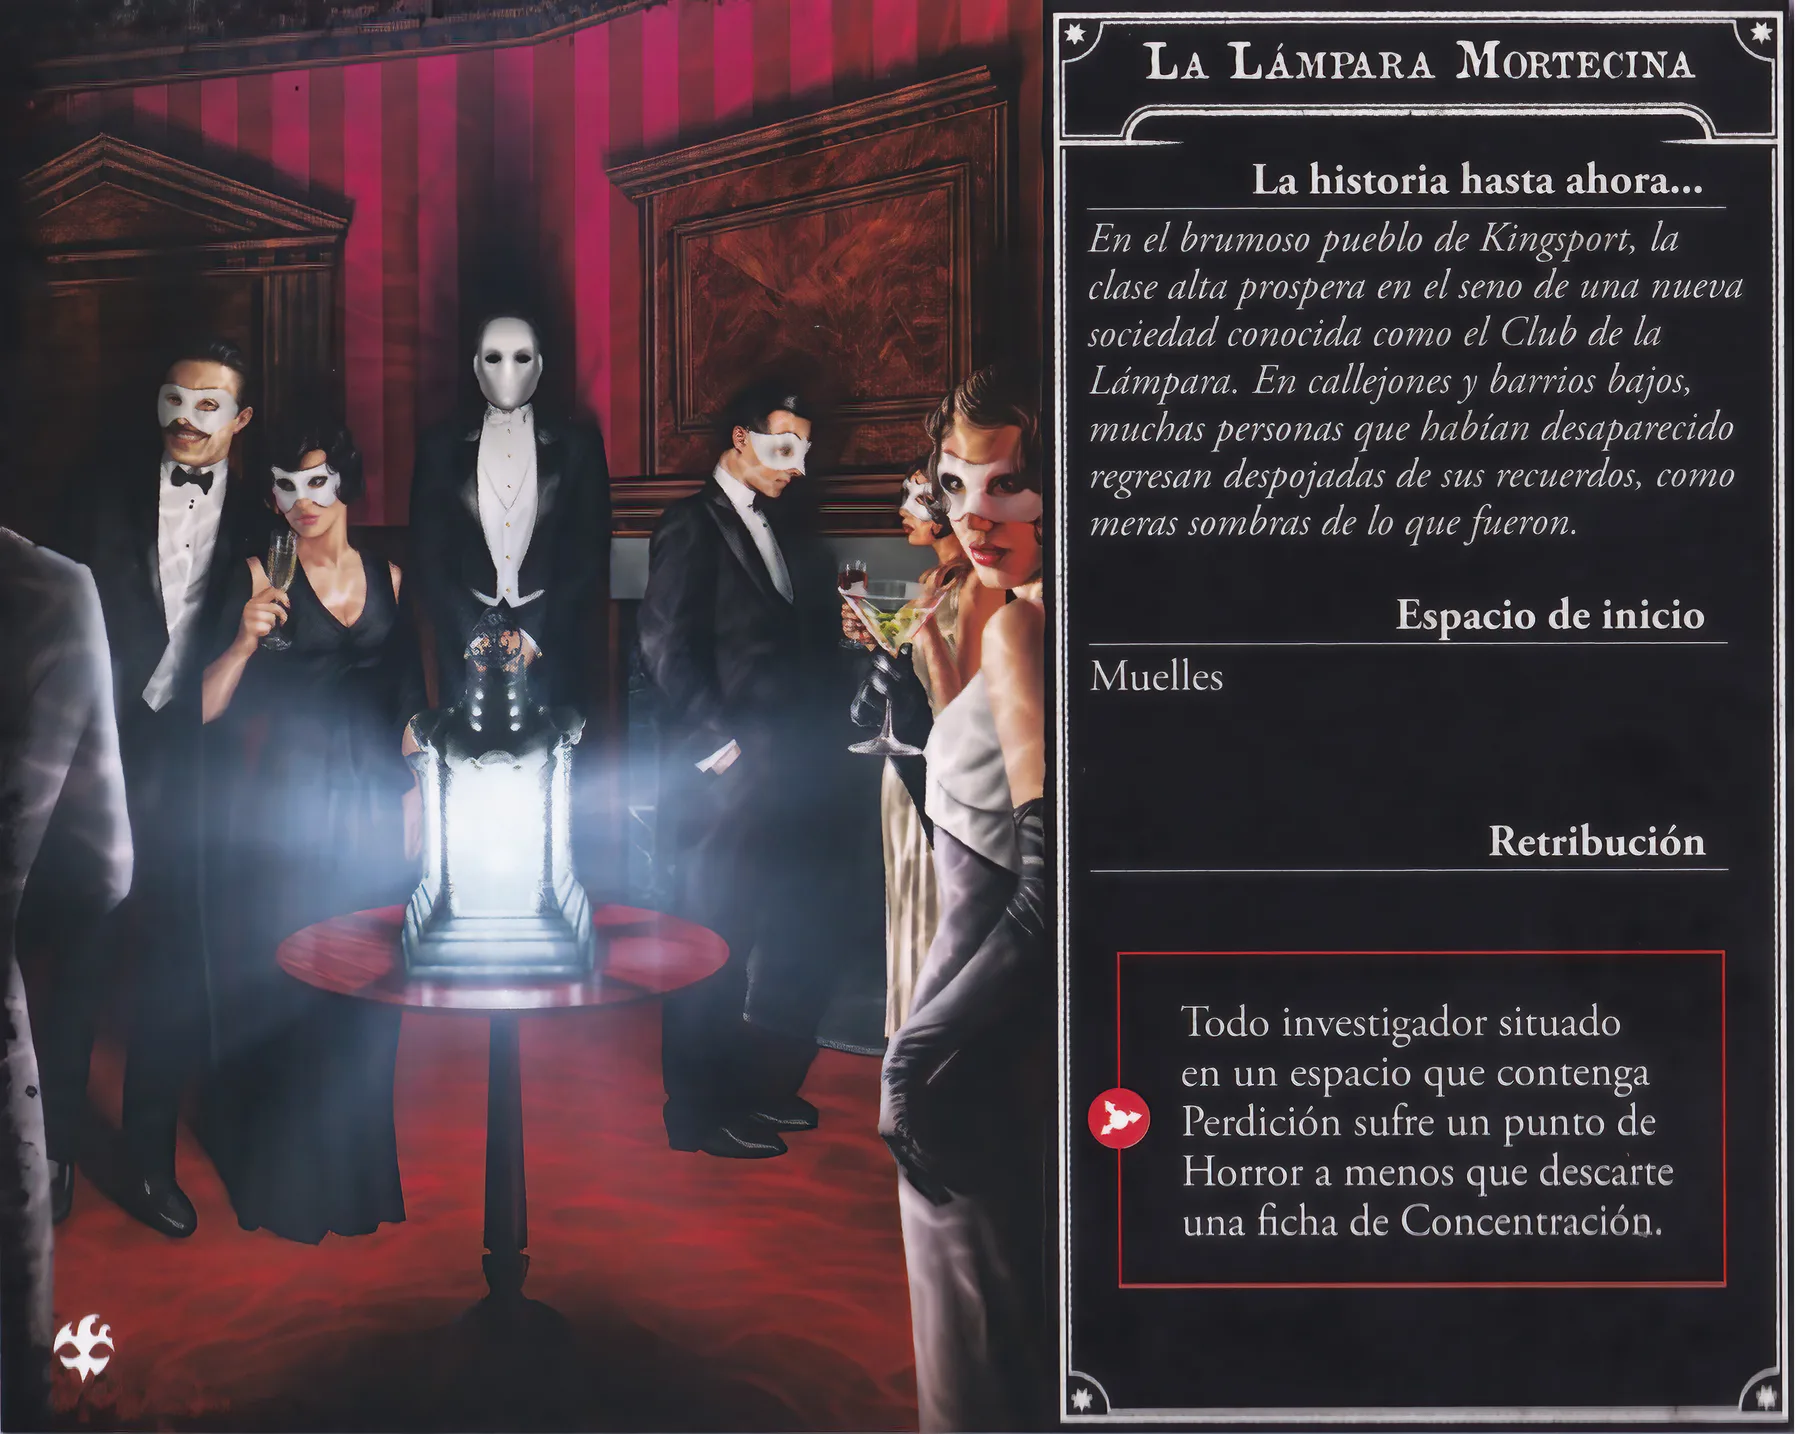 La Lámpara Mortecina
La historia hasta ahora...
En el brumoso pueblo de Kingsport, la
clase alta prospera en el seno de una nueva
sociedad conocida como el Club de la
Lámpara. En callejones y barrios bajos,
muchas personas que habían desaparecido
regresan despojadas de sus recuerdos, como
meras sombras de lo que fueron.
Espacio de inicio
Muelles
Retribución
Todo investigador situado
en un espacio que contenga
Perdición sufre un punto de
Horror a menos que descarte
una ficha de Concentración.